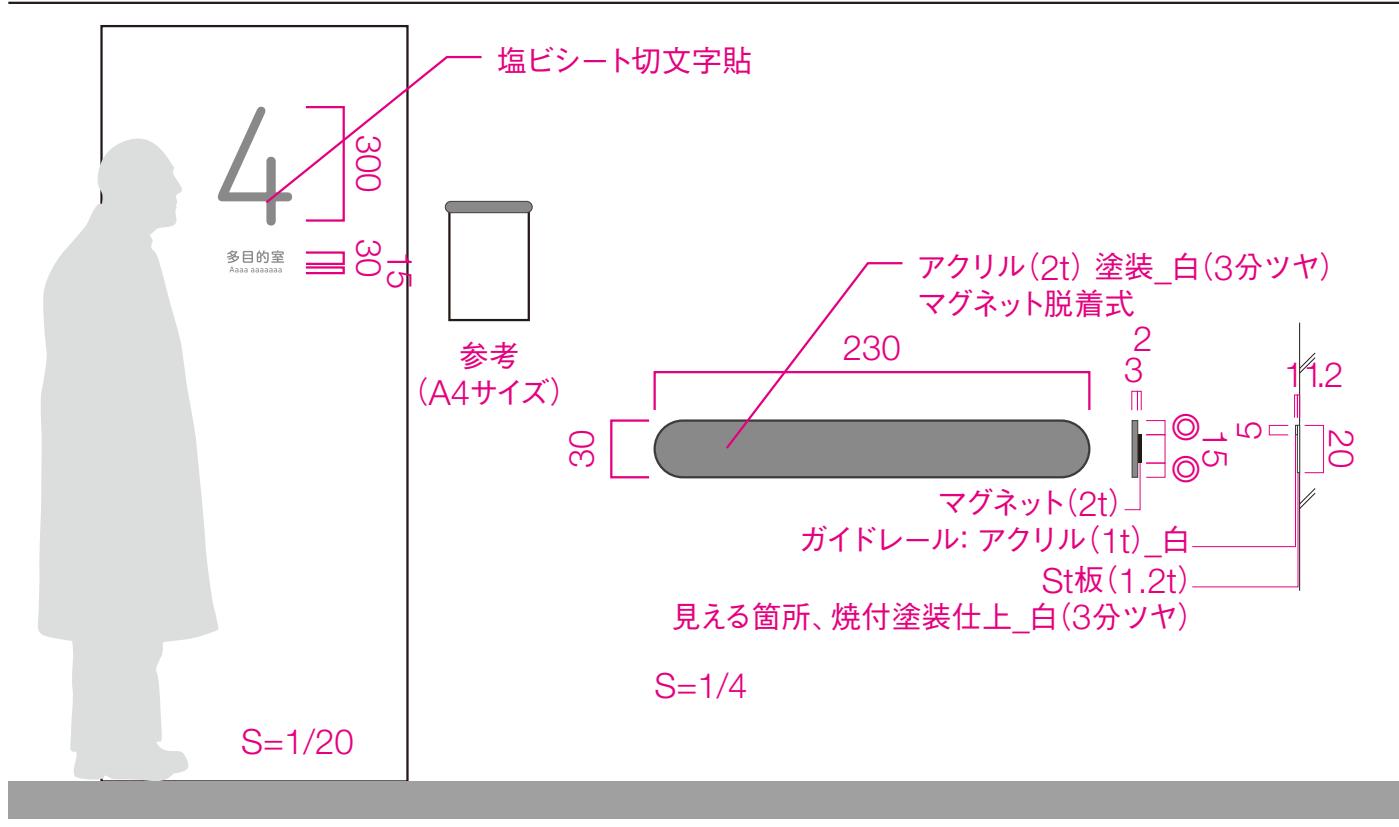 塩ビシート切文字貼
4
300
多目的室
Aaaa aaaaaaa
30
15
参考
（A4サイズ）
アクリル（2t） 塗装_白（3分ツヤ）
マグネット脱着式
230
30
2
3
◎
15
◎
マグネット（2t）
ガイドレール：アクリル（1t）_白
St板（1.2t）
見える箇所、焼付塗装仕上_白（3分ツヤ）
1
1.2
5
20
S=1/4
S=1/20